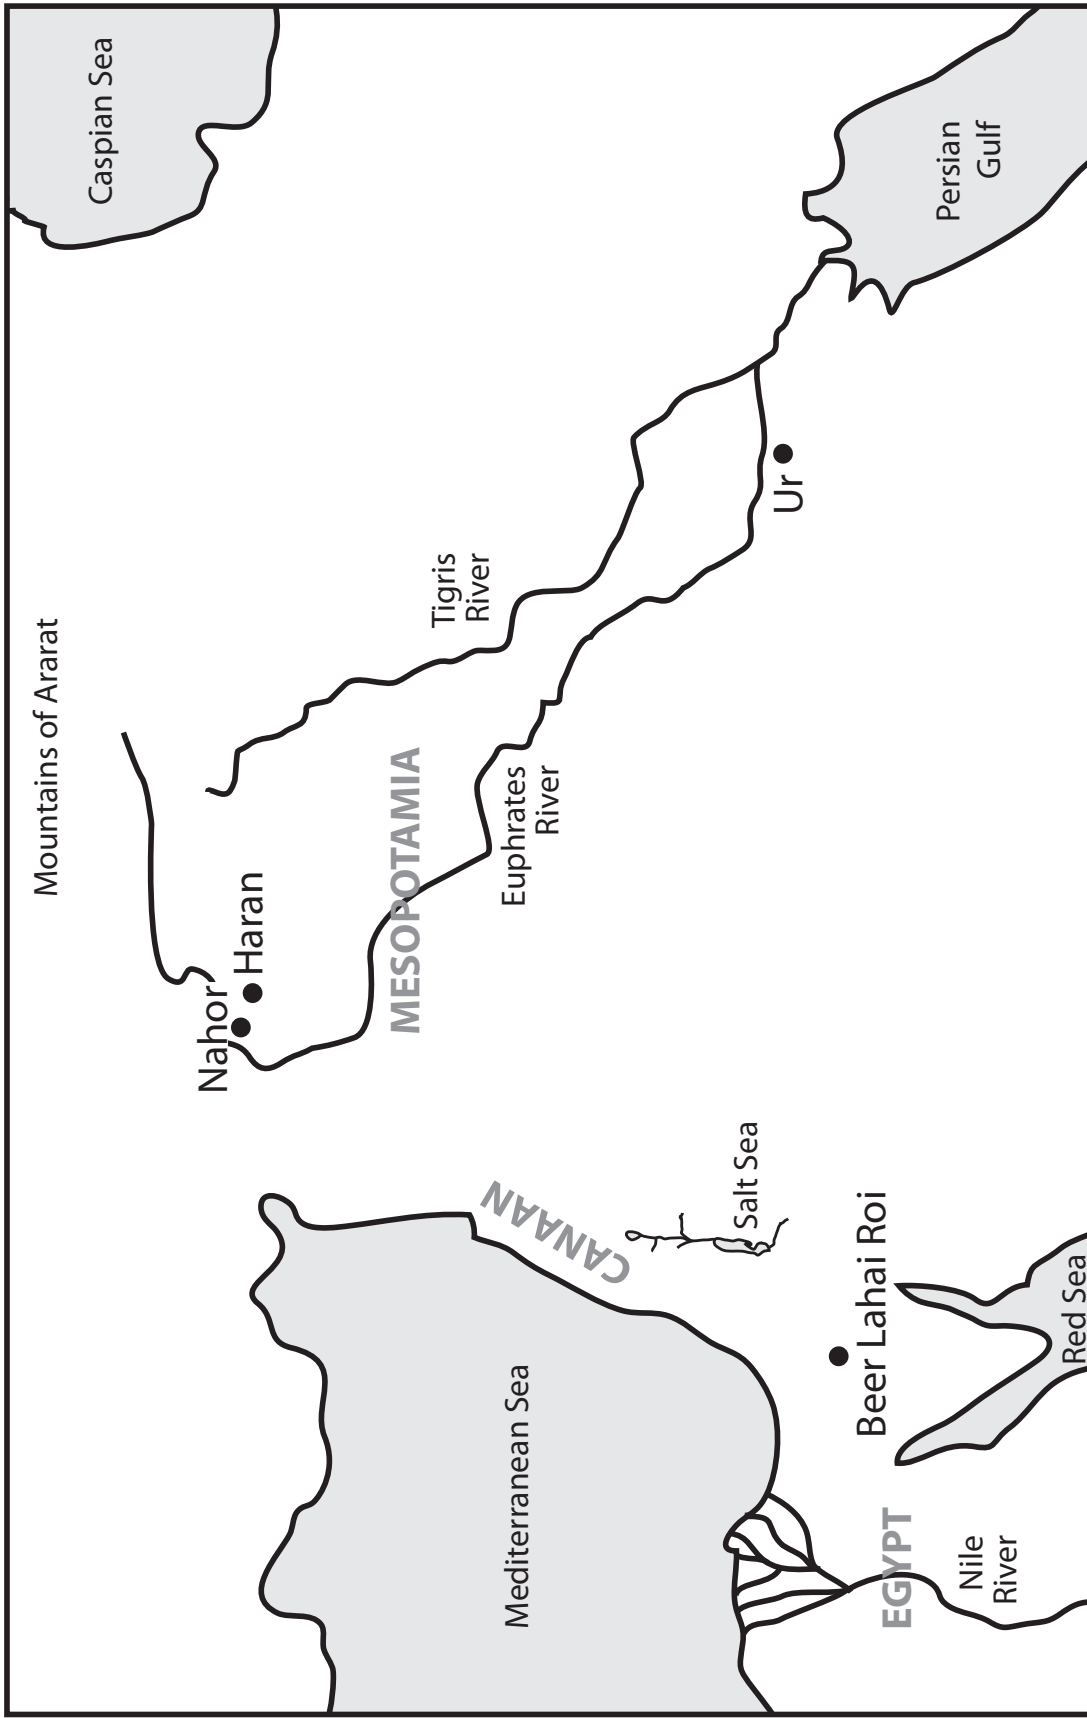 Mountains of Ararat
Caspian Sea
Nahor
Haran
Tigris
River
MESOPOTAMIA
Euphrates
River
CANAAN
Mediterranean Sea
Salt Sea
Ur
Persian
Gulf
Beer Lahai Roi
EGYPT
Nile
River
Red Sea